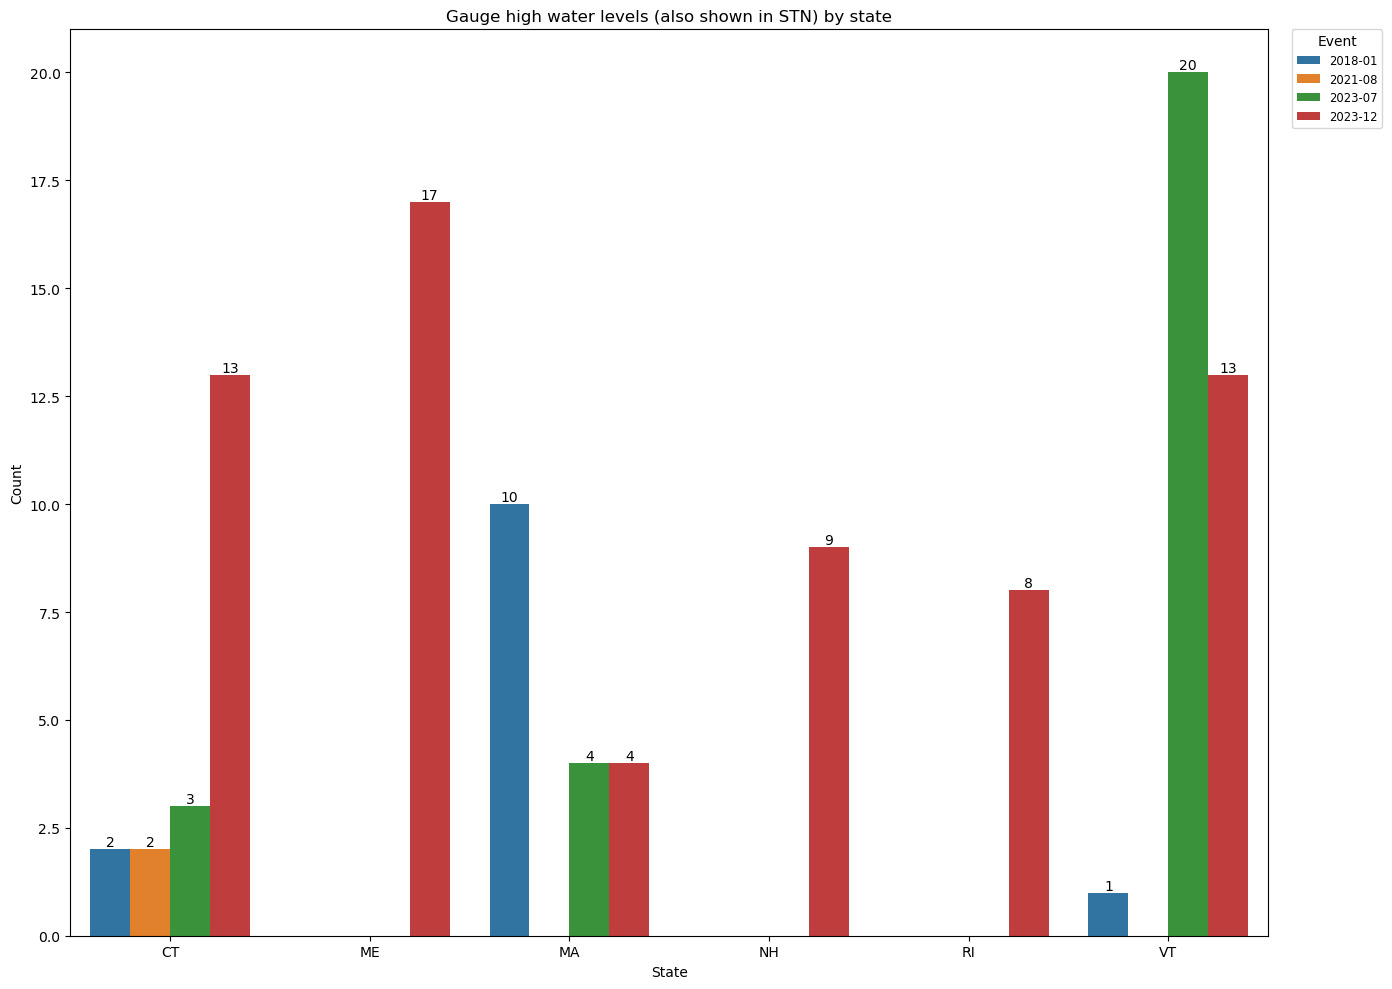 Gauge high water levels (also shown in STN) by state
Event
2018-01
2021-08
2023-07
2023-12
Count
20.0
17.5
15.0
12.5
10.0
7.5
5.0
2.5
0.0
2
2
3
13
17
10
4
4
9
8
1
20
13
CT
ME
MA
NH
RI
VT
State